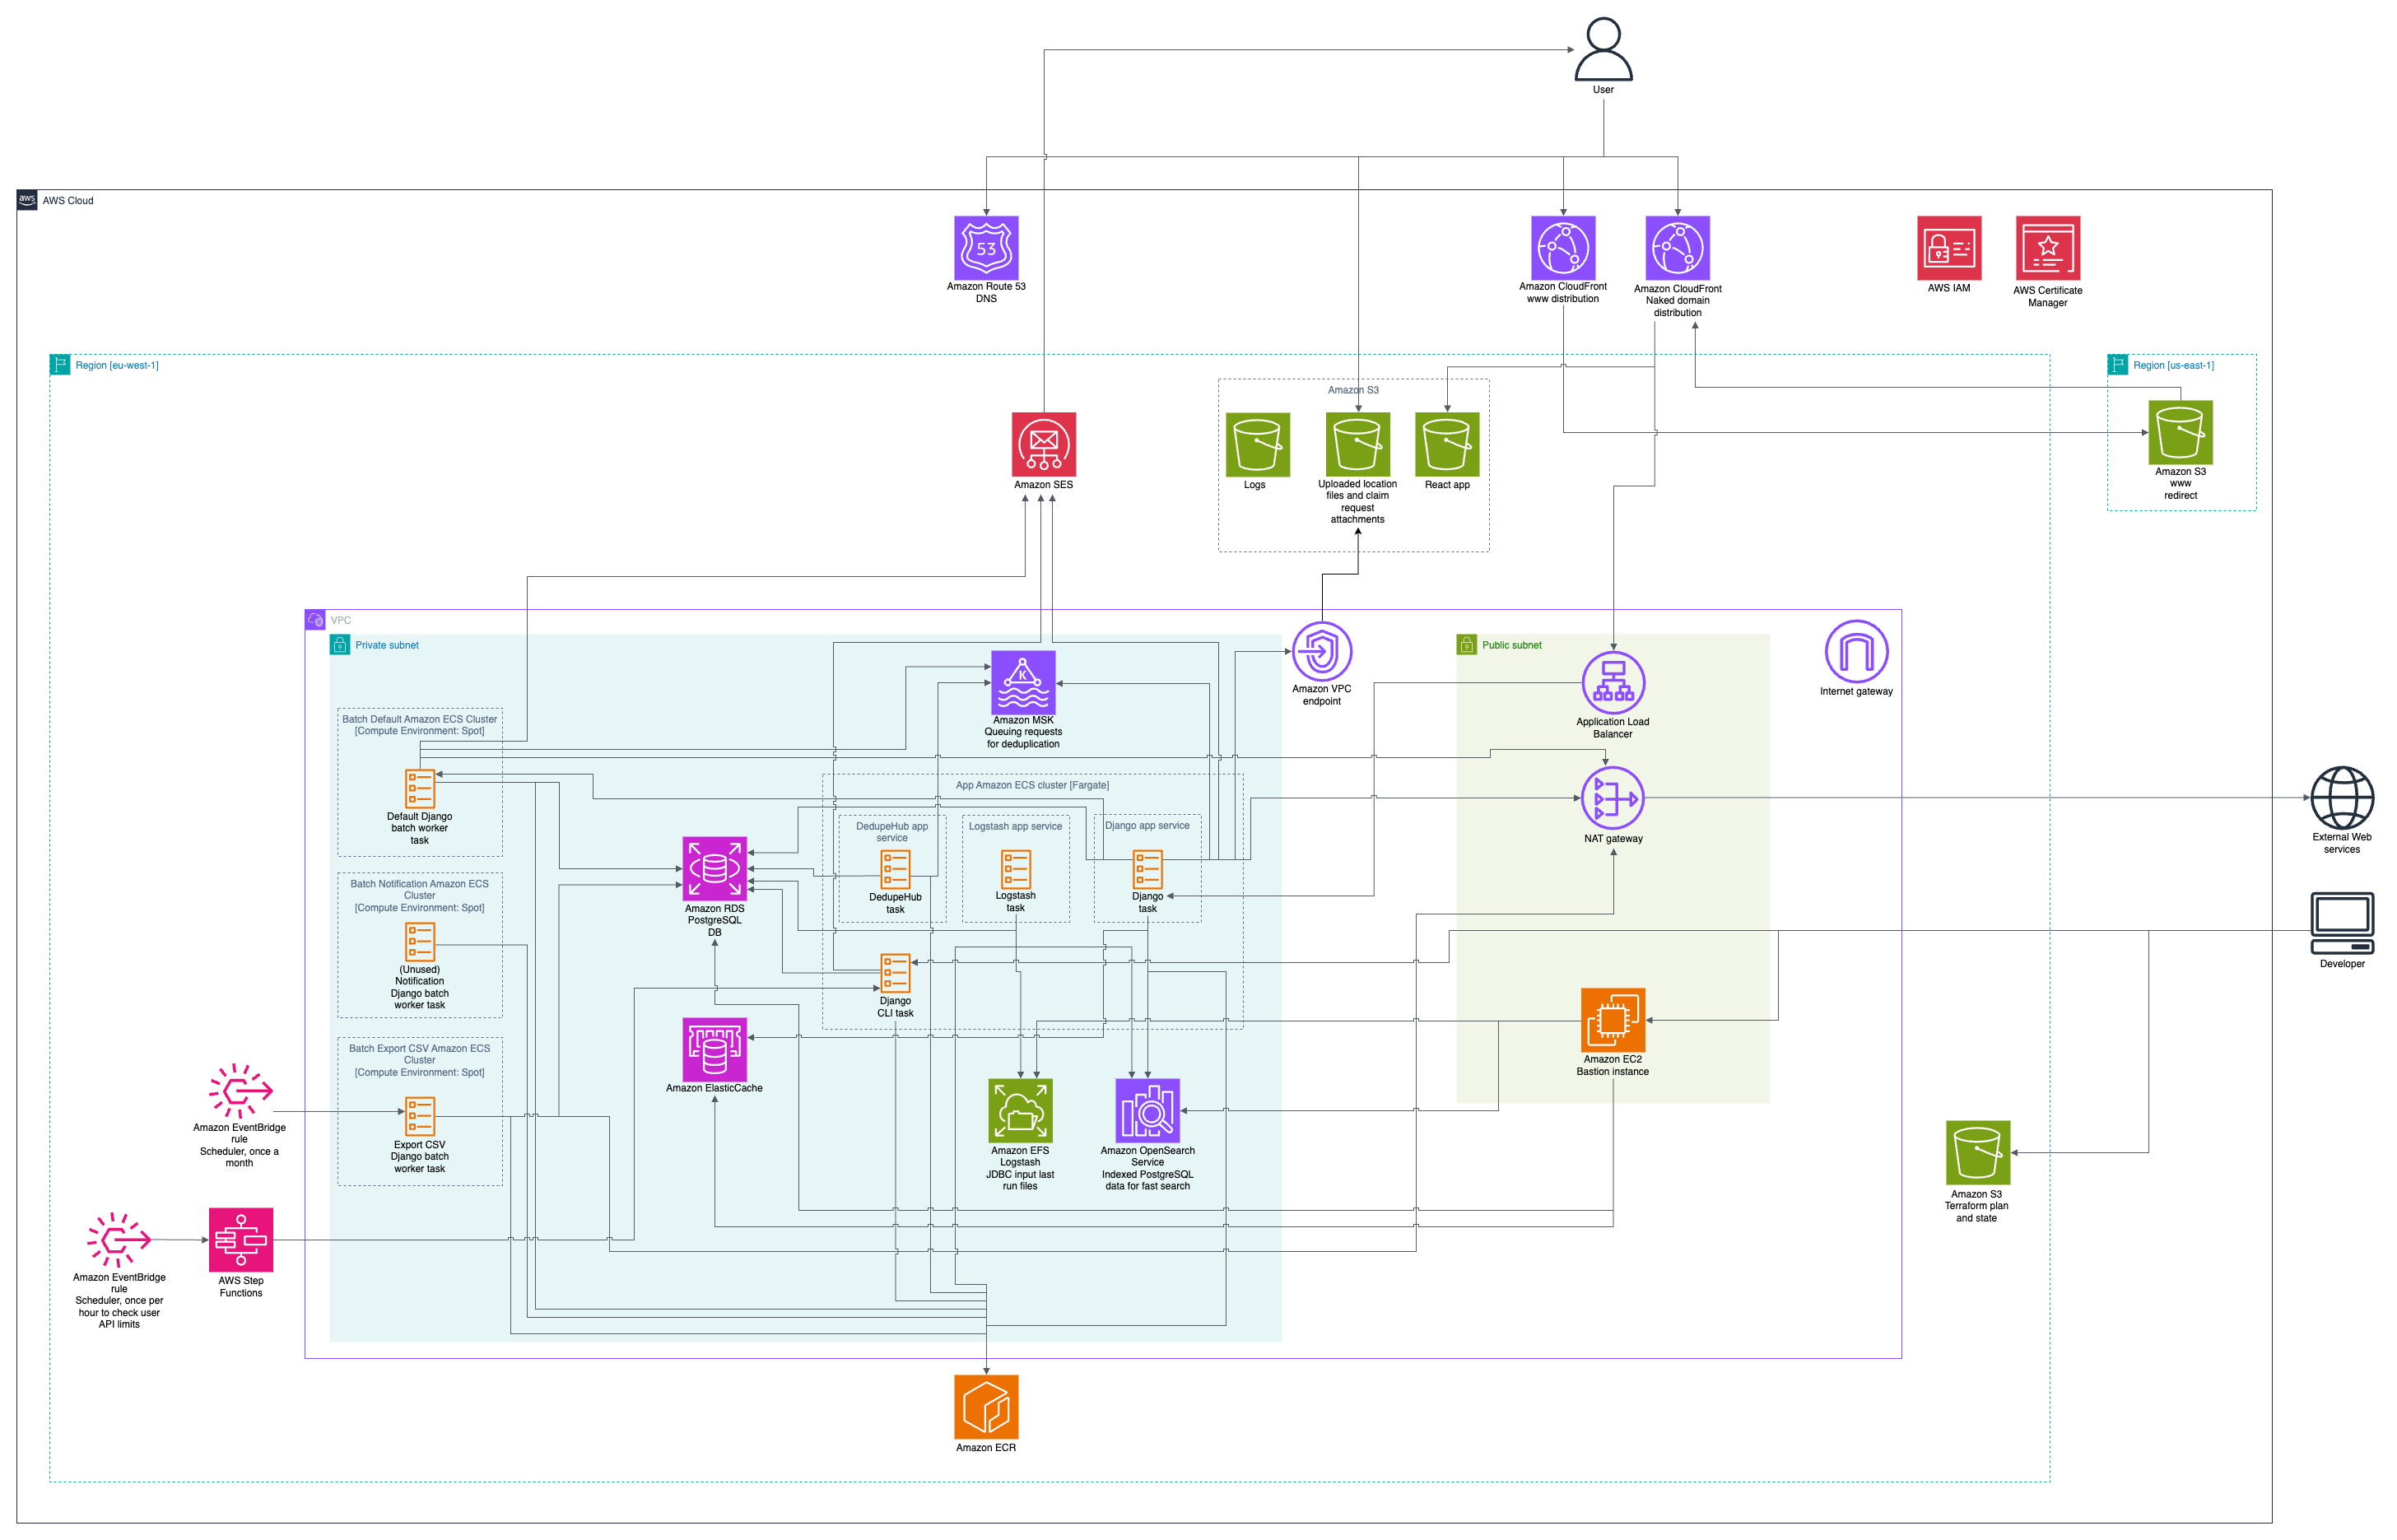 User
aws
AWS Cloud
53
Amazon Route 53
DNS
Amazon CloudFront
www distribution
Amazon CloudFront
Naked domain
distribution
AWS IAM
AWS Certificate
Manager
Region [eu-west-1]
Region [us-east-1]
Amazon S3
Amazon SES
Logs
Uploaded location
files and claim
request
attachments
React app
Amazon S3
www
redirect
VPC
Private subnet
Public subnet
K
Amazon MSK
Queuing requests
for deduplication
Amazon VPC
endpoint
Application Load
Balancer
Internet gateway
Batch Default Amazon ECS Cluster
[Compute Environment: Spot]
Default Django
batch worker
task
App Amazon ECS cluster [Fargate]
DedupeHub app
service
Logstash app service
Django app service
NAT gateway
External Web
services
Batch Notification Amazon ECS
Cluster
[Compute Environment: Spot]
Amazon RDS
PostgreSQL
DB
DedupeHub
task
Logstash
task
Django
task
(Unused)
Notification
Django batch
worker task
Developer
Django
CLI task
Batch Export CSV Amazon ECS
Cluster
[Compute Environment: Spot]
Amazon ElasticCache
Amazon EC2
Bastion instance
Amazon EventBridge
rule
Scheduler, once a
month
Export CSV
Django batch
worker task
Amazon EFS
Logstash
JDBC input last
run files
Amazon OpenSearch
Service
Indexed PostgreSQL
data for fast search
Amazon S3
Terraform plan
and state
Amazon EventBridge
rule
Scheduler, once per
hour to check user
API limits
AWS Step
Functions
Amazon ECR